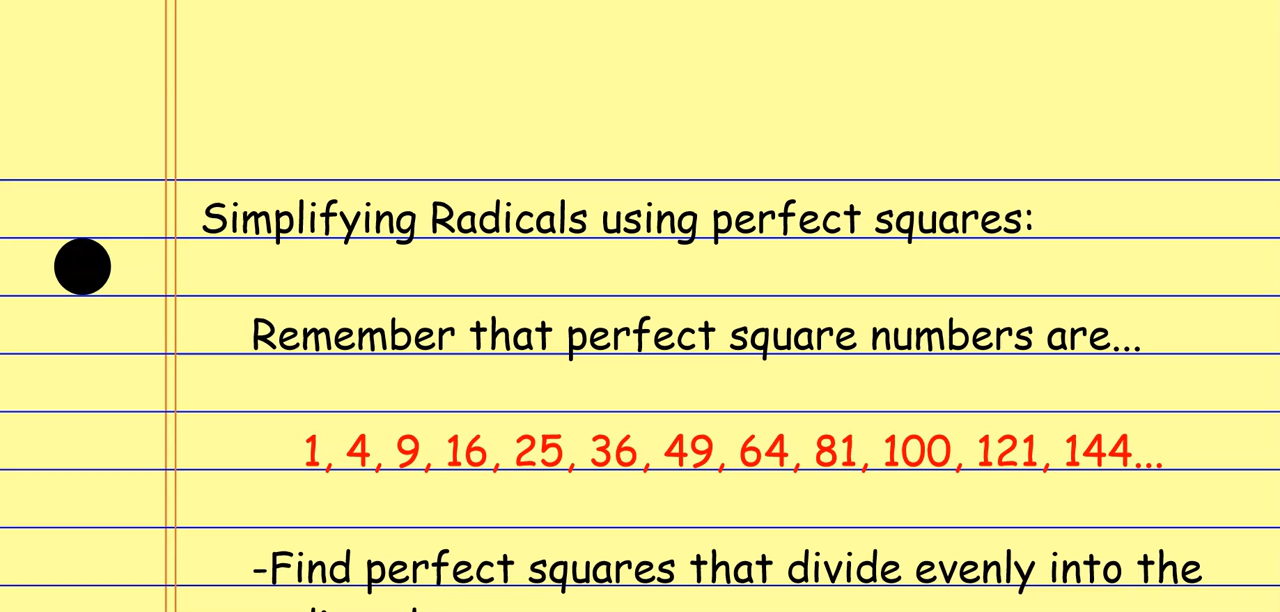 Simplifying Radicals using perfect squares:
Remember that perfect square numbers are...
1, 4, 9, 16, 25, 36, 49, 64, 81, 100, 121, 144...
-Find perfect squares that divide evenly into the